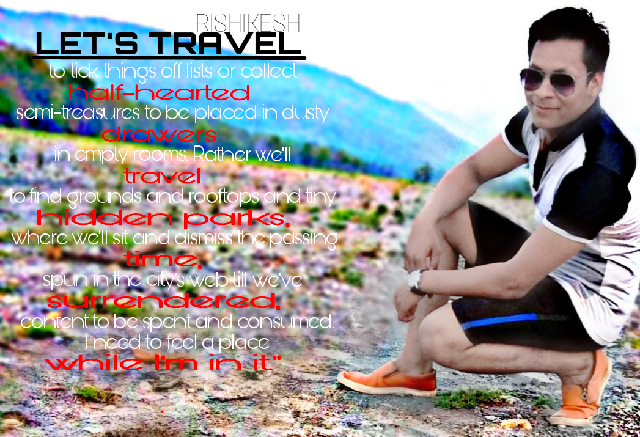 RISHIKESH
LET'S TRAVEL
to tick things off lists or collect
half-hearted
semi-treasures to be placed in dusty
drawers
in empty rooms. Rather we'll
travel
to find grounds and rooftops and tiny
hidden parks,
where we'll sit and dismiss the passing
time,
spun in the city's web till we've
surrendered,
content to be spent and consumed.
I need to feel a place
while I'm in it."